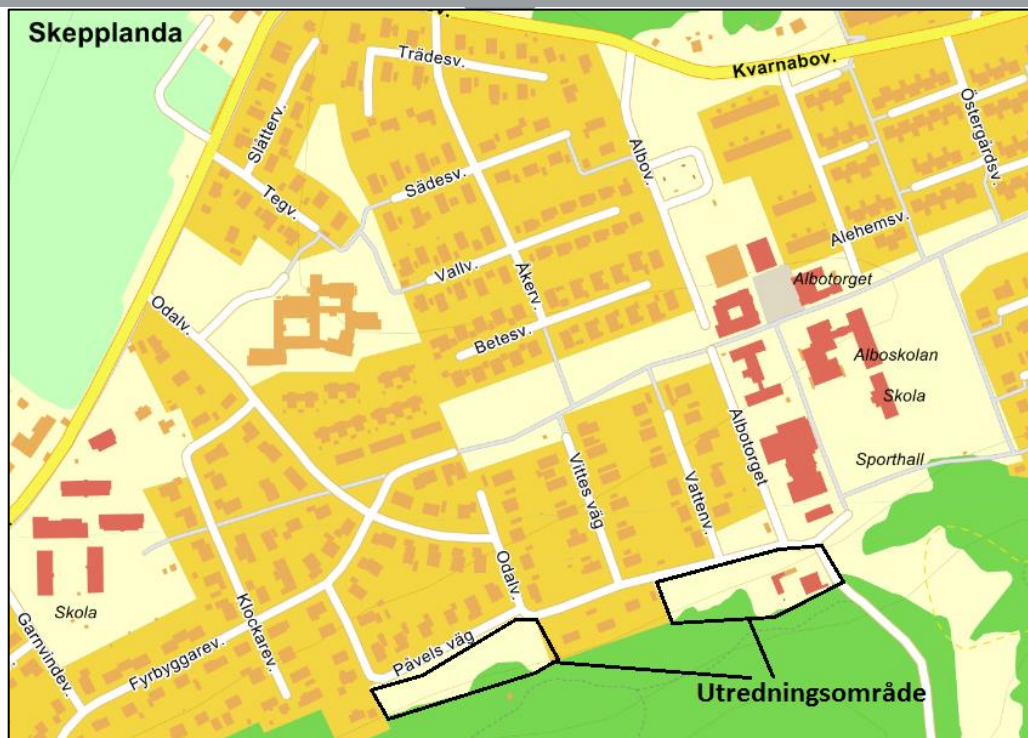 Skepplanda
v.
Trädesv.
Kvarnabov.
Slåtterv.
Östergårdsv.
Albov.
Sädesv.
Tegv.
Alehemsv.
Vallv.
Åkerv.
Albotorget
Odalv.
Betesv.
Alboskolan
Skola
Albotorget
Vittes väg
Vattenv.
Sporthall
Odalv.
Skola
Klockarev.
Garnvindev.
Påvels väg
Fyrbyggarev.
Utredningsområde